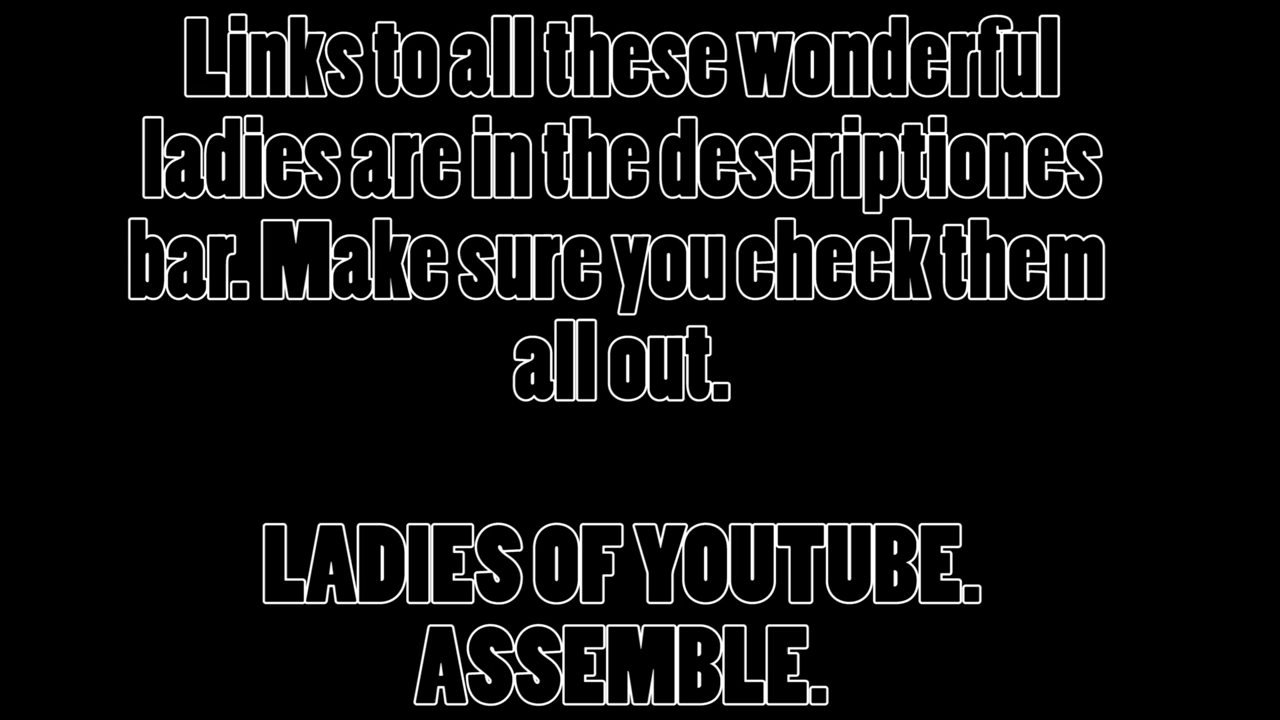 Links to all these wonderful
ladies are in the descriptiones
bar. Make sure you check them
all out.
LADIES OF YOUTUBE.
ASSEMBLE.